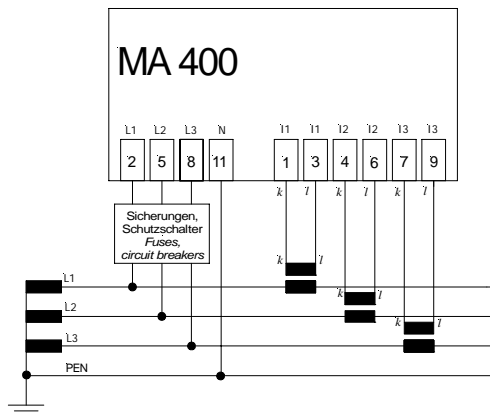 MA 400
L1 L2 L3 N I1 I1 I2 I2 I3 I3
2 5 8 11 1 3 4 6 7 9
k l k l k l
Sicherungen,
Schutzschalter
Fuses,
circuit breakers
k l
L1
k l
L2
k l
L3
PEN